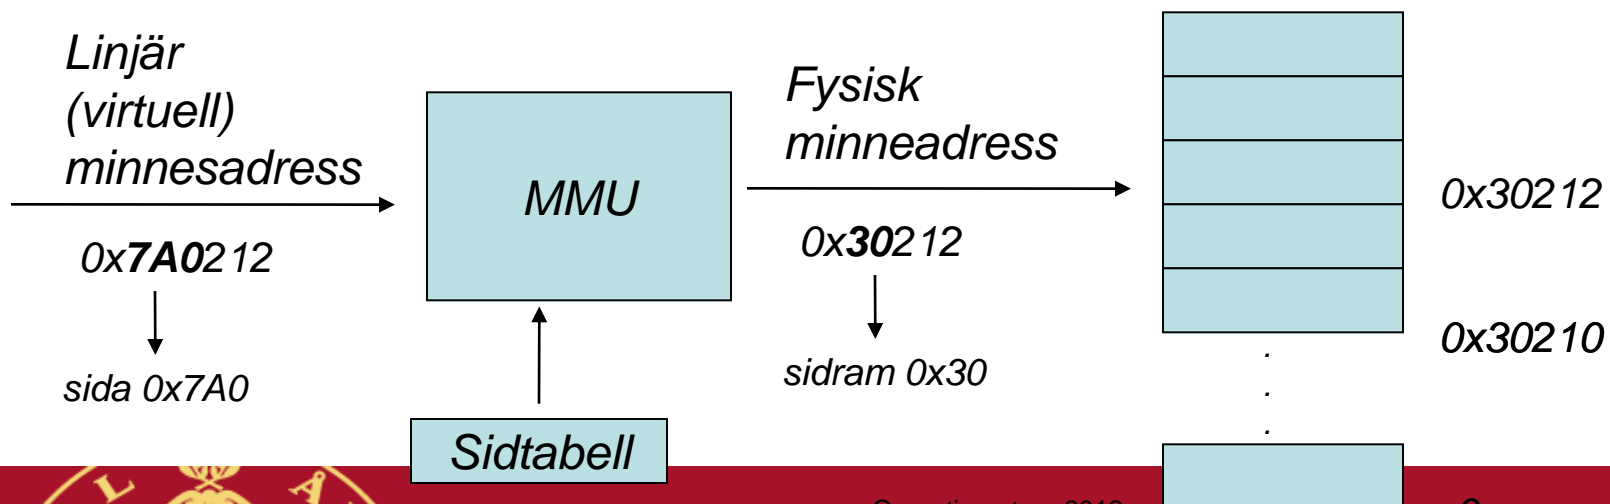 Linjär
(virtuell)
minnesadress
0x7A0212
sida 0x7A0
MMU
Sidtabell
Fysisk
minneadress
0x30212
sidram 0x30
0x30212
0x30210
.
.
.
L
Å